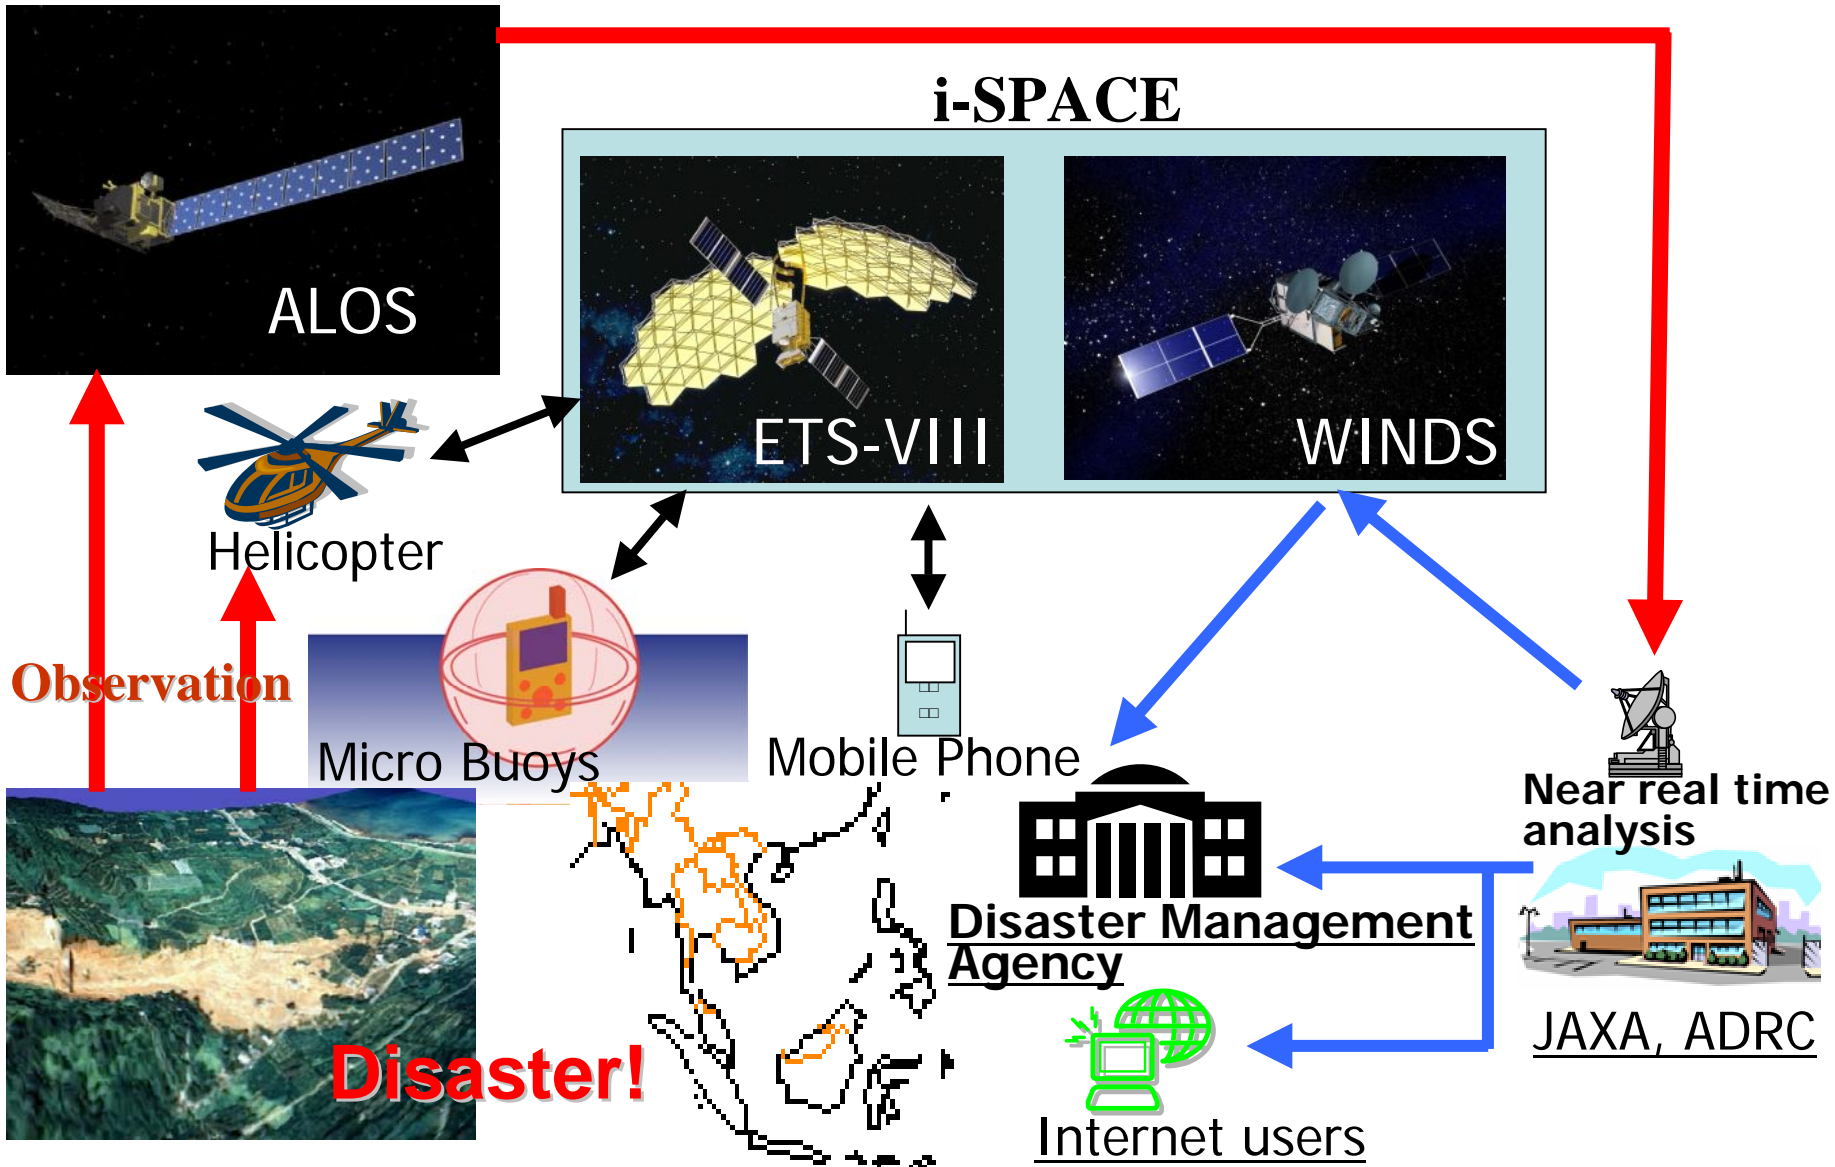 i-SPACE
ALOS
ETS-VIII
WINDS
Helicopter
Observation
Micro Buoys
Mobile Phone
Near real time
analysis
Disaster Management
Agency
JAXA, ADRC
Disaster!
Internet users